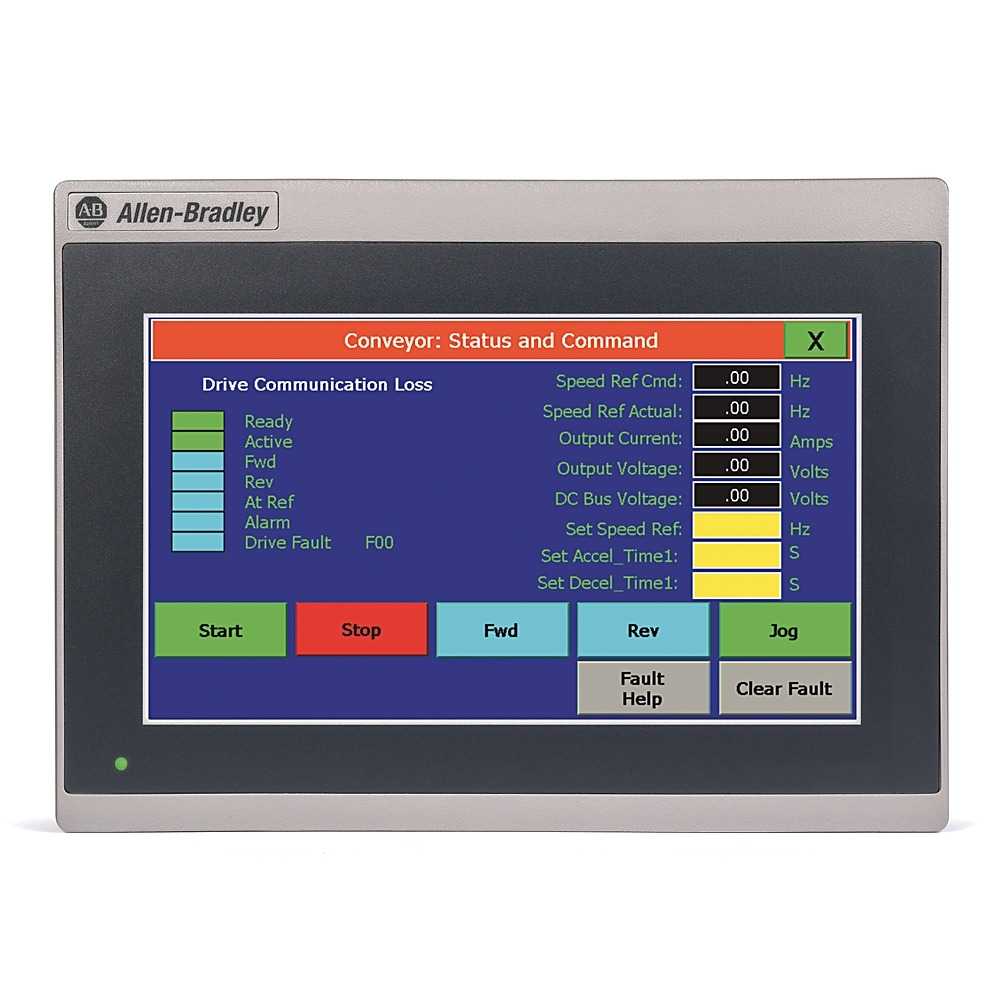 AB Allen-Bradley
Conveyor: Status and Command X
Drive Communication Loss
Ready
Active
Fwd
Rev
At Ref
Alarm
Drive Fault F00
Speed Ref Cmd: .00 Hz
Speed Ref Actual: .00 Hz
Output Current: .00 Amps
Output Voltage: .00 Volts
DC Bus Voltage: .00 Volts
Set Speed Ref: Hz
Set Accel_Time1: S
Set Decel_Time1: S
Start Stop Fwd Rev Jog
Fault
Help
Clear Fault